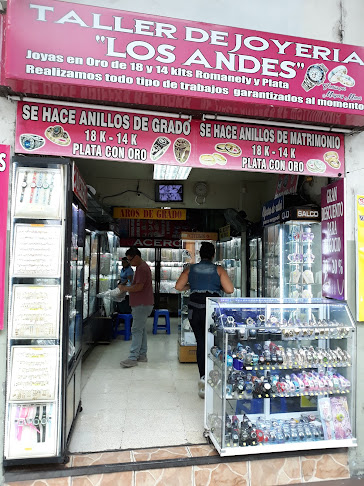 TALLER DE JOYERIA
"LOS ANDES"
Joyas en Oro de 18 y 14 klts Romanely y Plata
Realizamos todo tipo de trabajos garantizados al momento
SE HACE ANILLOS DE GRADO
18 K - 14 K
PLATA CON ORO
SE HACE ANILLOS DE MATRIMONIO
18 K - 14 K
PLATA CON ORO
AROS DE GRADO
ACERO
SALCO